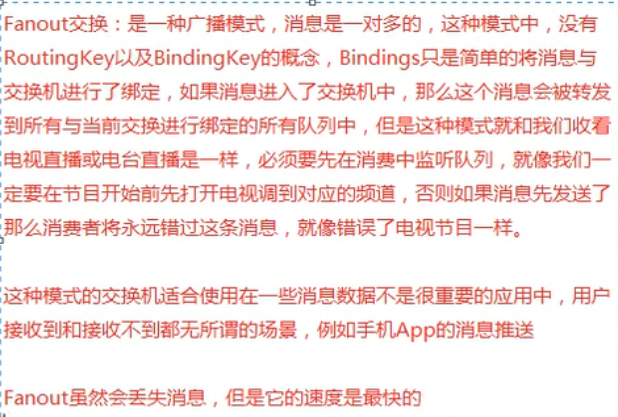 Fanout交换：是一种广播模式，消息是一对多的，这种模式中，没有
RoutingKey以及BindingKey的概念，Bindings只是简单的将消息与
交换机进行了绑定，如果消息进入了交换机中，那么这个消息会被转发
到所有与当前交换进行绑定的所有队列中，但是这种模式就和我们收看
电视直播或电台直播是一样，必须要先在消费中监听队列，就像我们一
定要在节目开始前先打开电视调到对应的频道，否则如果消息先发送了
那么消费者将永远错过这条消息，就像错误了电视节目一样。
这种模式的交换机适合使用在一些消息数据不是很重要的应用中，用户
接收到和接收不到都无所谓的场景，例如手机App的消息推送
Fanout虽然会丢失消息，但是它的速度是最快的